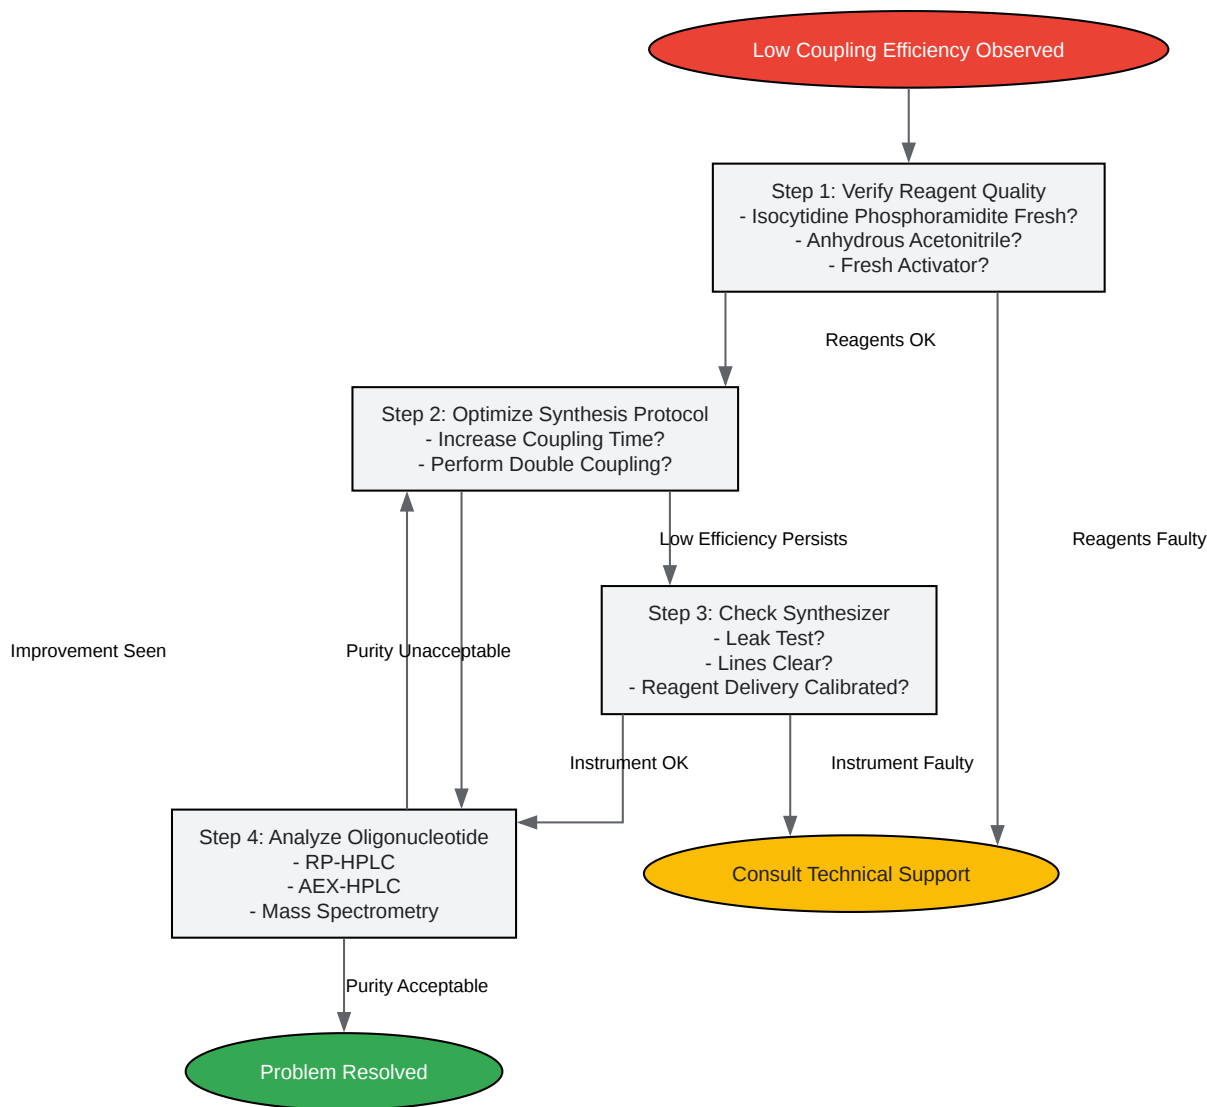 Low Coupling Efficiency Observed
Step 1: Verify Reagent Quality
- Isocytidine Phosphoramidite Fresh?
- Anhydrous Acetonitrile?
- Fresh Activator?
Reagents OK
Step 2: Optimize Synthesis Protocol
- Increase Coupling Time?
- Perform Double Coupling?
Low Efficiency Persists
Reagents Faulty
Step 3: Check Synthesizer
- Leak Test?
- Lines Clear?
- Reagent Delivery Calibrated?
Improvement Seen
Purity Unacceptable
Instrument OK
Instrument Faulty
Step 4: Analyze Oligonucleotide
- RP-HPLC
- AEX-HPLC
- Mass Spectrometry
Consult Technical Support
Purity Acceptable
Problem Resolved